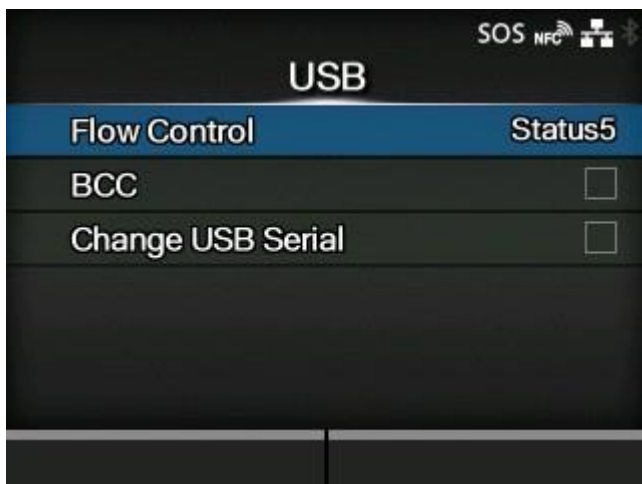 SOS NFC
USB
Flow Control Status5
BCC
Change USB Serial